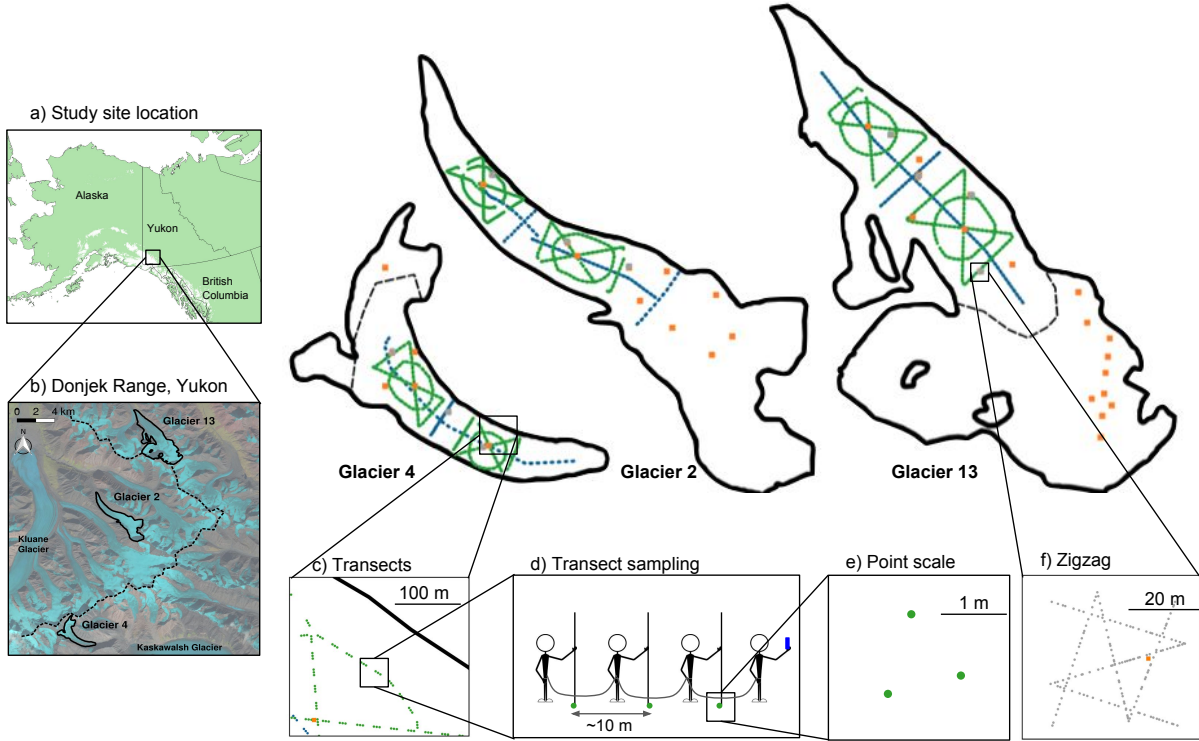 a) Study site location
Alaska
Yukon
British
Columbia
b) Donjek Range, Yukon
0 2 4 km
N
Glacier 13
Glacier 2
Kluane
Glacier
Glacier 4
Kaskawalsh Glacier
Glacier 4
Glacier 2
Glacier 13
c) Transects
100 m
d) Transect sampling
~10 m
e) Point scale
1 m
f) Zigzag
20 m